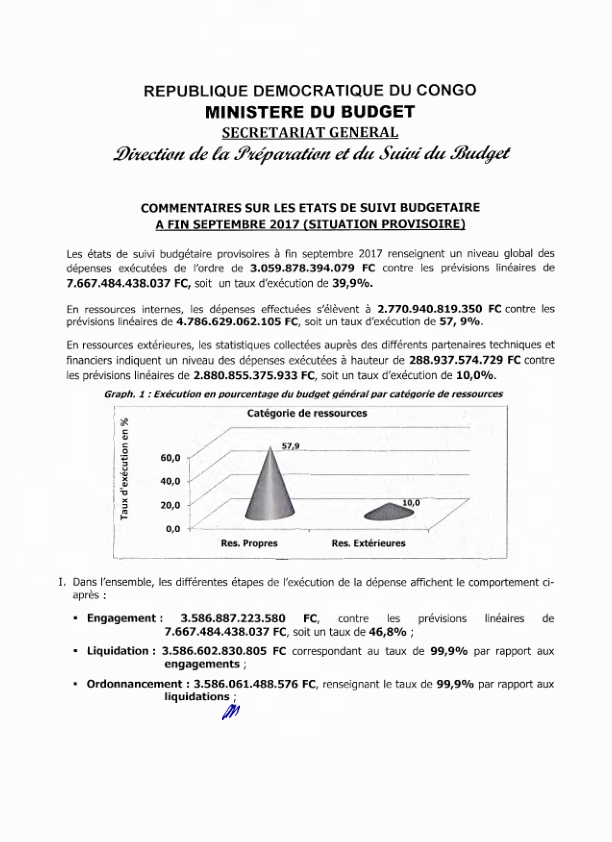 REPUBLIQUE DEMOCRATIQUE DU CONGO
MINISTERE DU BUDGET
SECRETARIAT GENERAL
Direction de la Préparation et du Suivi du Budget
COMMENTAIRES SUR LES ETATS DE SUIVI BUDGETAIRE
A FIN SEPTEMBRE 2017 (SITUATION PROVISOIRE)
Les états de suivi budgétaire provisoires à fin septembre 2017 renseignent un niveau global des
dépenses exécutées de l'ordre de 3.059.878.394.079 FC contre les prévisions linéaires de
7.667.484.438.037 FC, soit un taux d'exécution de 39,9%.
En ressources internes, les dépenses effectuées s'élèvent à 2.770.940.819.350 FC contre les
prévisions linéaires de 4.786.629.062.105 FC, soit un taux d'exécution de 57, 9%.
En ressources extérieures, les statistiques collectées auprès des différents partenaires techniques et
financiers indiquent un niveau des dépenses exécutées à hauteur de 288.937.574.729 FC contre
les prévisions linéaires de 2.880.855.375.933 FC, soit un taux d'exécution de 10,0%.
Graph. 1 : Exécution en pourcentage du budget général par catégorie de ressources
Catégorie de ressources
Taux d'exécution en %
60,0
40,0
20,0
0,0
57,9
10,0
Res. Propres
Res. Extérieures
I. Dans l'ensemble, les différentes étapes de l'exécution de la dépense affichent le comportement ci-
après :
▪ Engagement : 3.586.887.223.580 FC, contre les prévisions linéaires de
7.667.484.438.037 FC, soit un taux de 46,8% ;
▪ Liquidation : 3.586.602.830.805 FC correspondant au taux de 99,9% par rapport aux
engagements ;
▪ Ordonnancement : 3.586.061.488.576 FC, renseignant le taux de 99,9% par rapport aux
liquidations ;